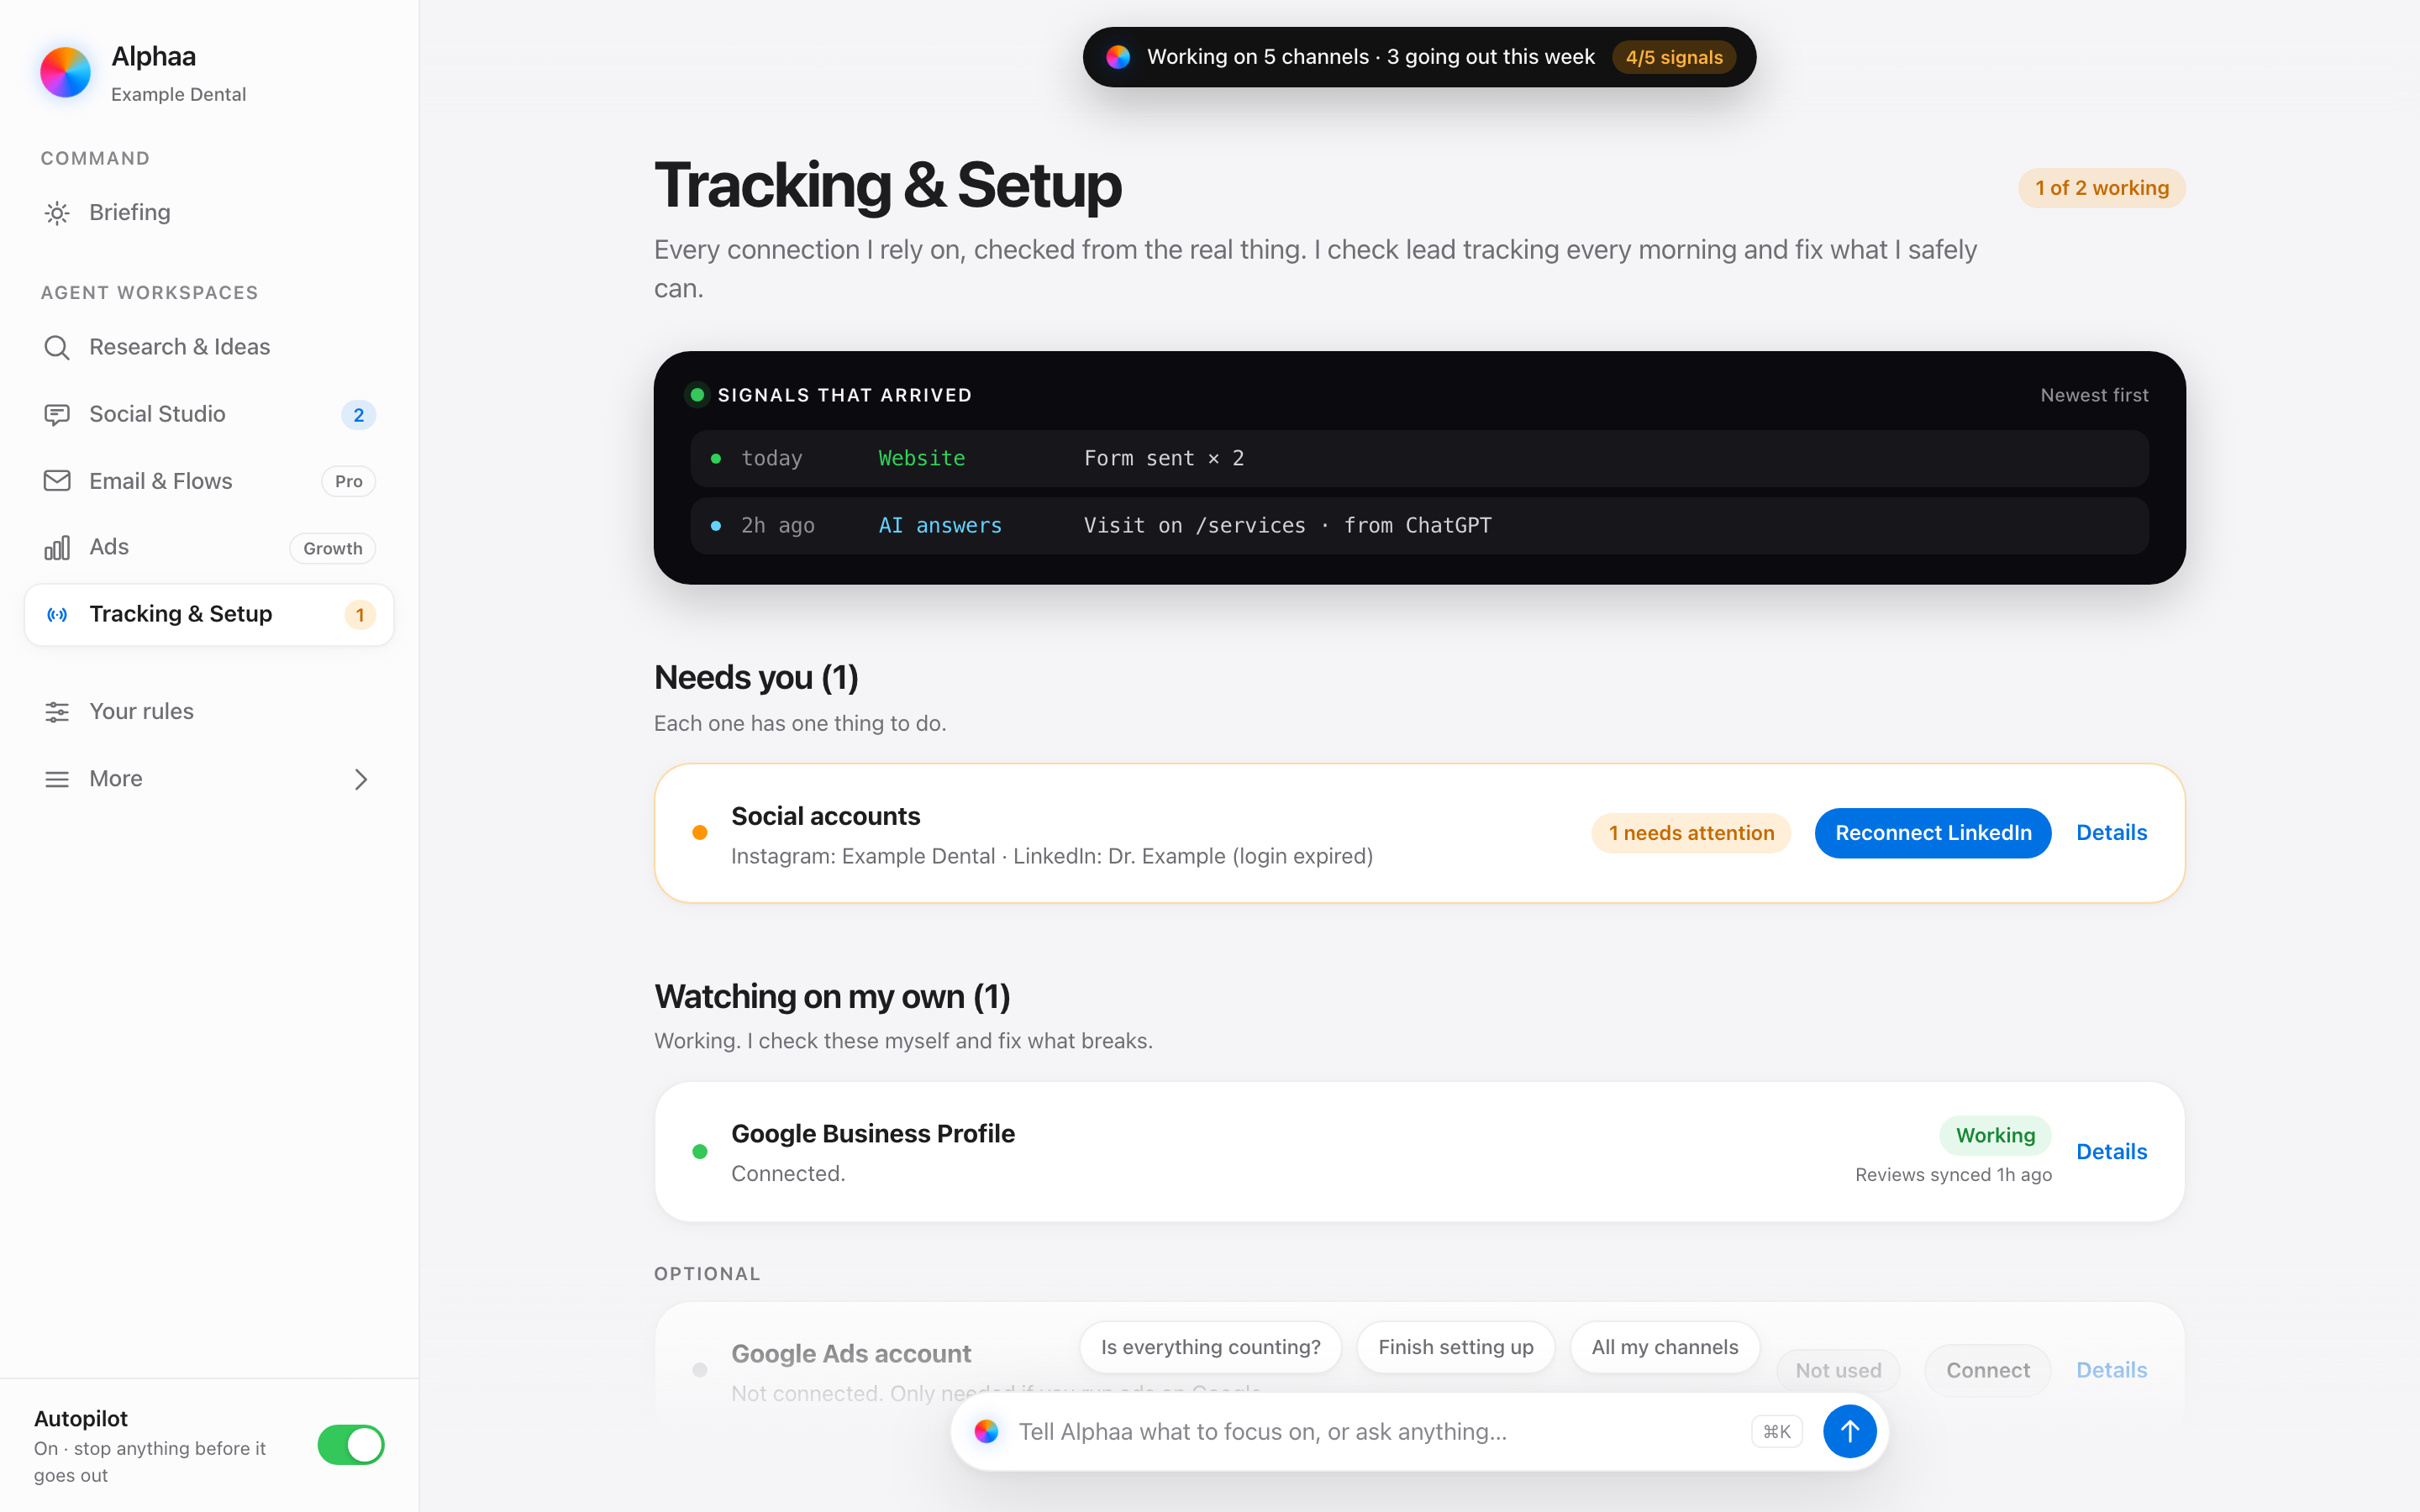 Alphaa
Example Dental
COMMAND
Briefing
AGENT WORKSPACES
Research & Ideas
Social Studio
2
Email & Flows
Pro
Ads
Growth
Tracking & Setup
1
Your rules
More
Autopilot
On · stop anything before it
goes out
Working on 5 channels · 3 going out this week
4/5 signals
Tracking & Setup
1 of 2 working
Every connection I rely on, checked from the real thing. I check lead tracking every morning and fix what I safely
can.
SIGNALS THAT ARRIVED
Newest first
today Website Form sent × 2
2h ago AI answers Visit on /services · from ChatGPT
Needs you (1)
Each one has one thing to do.
Social accounts
Instagram: Example Dental · LinkedIn: Dr. Example (login expired)
1 needs attention
Reconnect LinkedIn
Details
Watching on my own (1)
Working. I check these myself and fix what breaks.
Google Business Profile
Connected.
Working
Reviews synced 1h ago
Details
OPTIONAL
Google Ads account
Not connected. Only needed if you run ads on Google.
Is everything counting?
Finish setting up
All my channels
Not used
Connect
Details
Tell Alphaa what to focus on, or ask anything...
⌘K